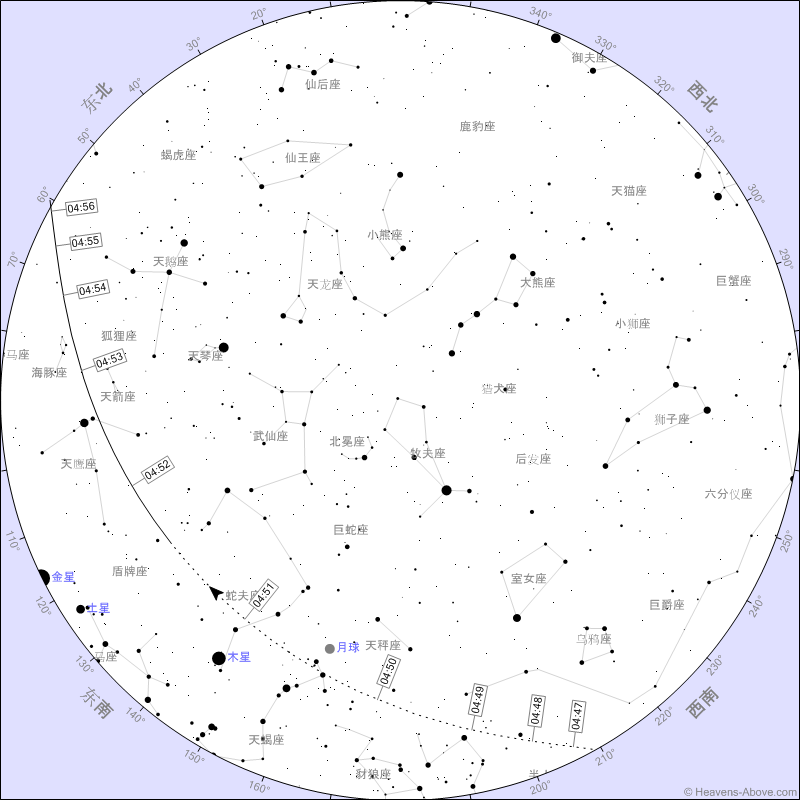 20°
340°
30°
330°
御夫座
仙后座
320°
西北
东北
40°
鹿豹座
310°
50°
蝎虎座
仙王座
天猫座
300°
60°
04:56
小熊座
04:55
70°
天鹅座
290°
天龙座
大熊座
巨蟹座
04:54
小狮座
狐狸座
马座
天琴座
04:53
海豚座
猎犬座
天箭座
狮子座
武仙座
北冕座
牧夫座
后发座
天鹰座
04:52
六分仪座
巨蛇座
250°
110°
盾牌座
金星
室女座
蛇夫座
04:51
240°
120°
土星
巨爵座
乌鸦座
月球
天秤座
马座
木星
130°
230°
04:50
04:49
04:48
04:47
东南
西南
140°
220°
天蝎座
150°
210°
豺狼座
半人
160°
200°
© Heavens-Above.com